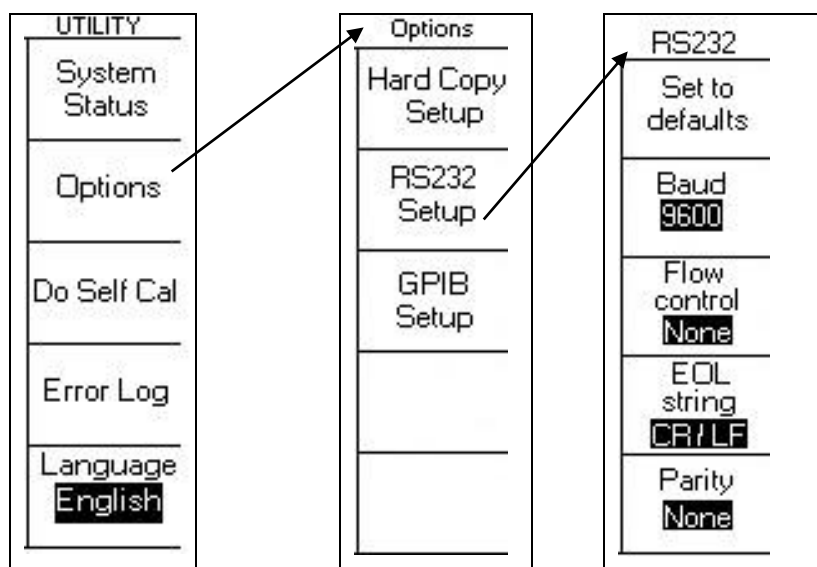 UTILITY
System
Status
Options
Do Self Cal
Error Log
Language
English
Options
Hard Copy
Setup
RS232
Setup
GPIB
Setup
RS232
Set to
defaults
Baud
9600
Flow
control
None
EOL
string
CR/LF
Parity
None